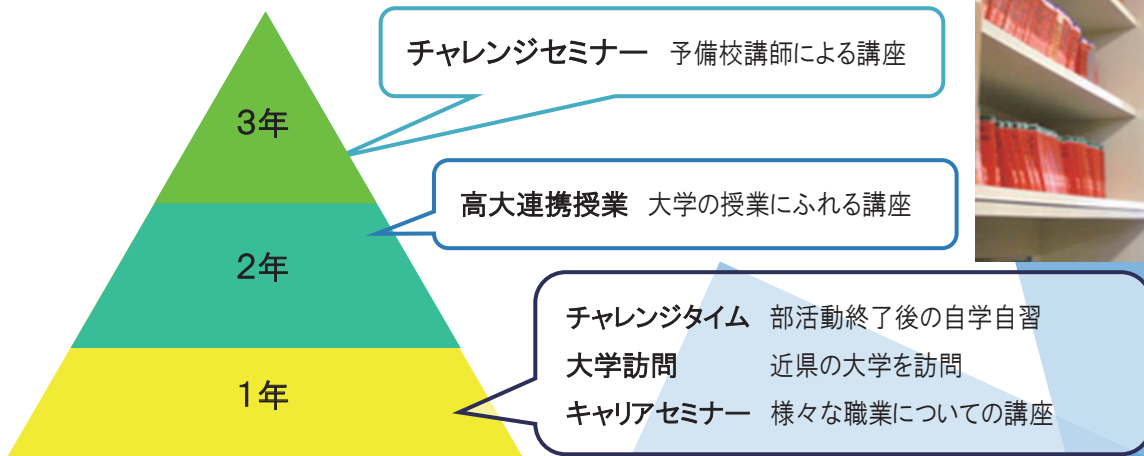 チャレンジセミナー 予備校講師による講座
3年
高大連携授業 大学の授業にふれる講座
2年
チャレンジタイム 部活動終了後の自学自習
大学訪問 近県の大学を訪問
キャリアセミナー 様々な職業についての講座
1年